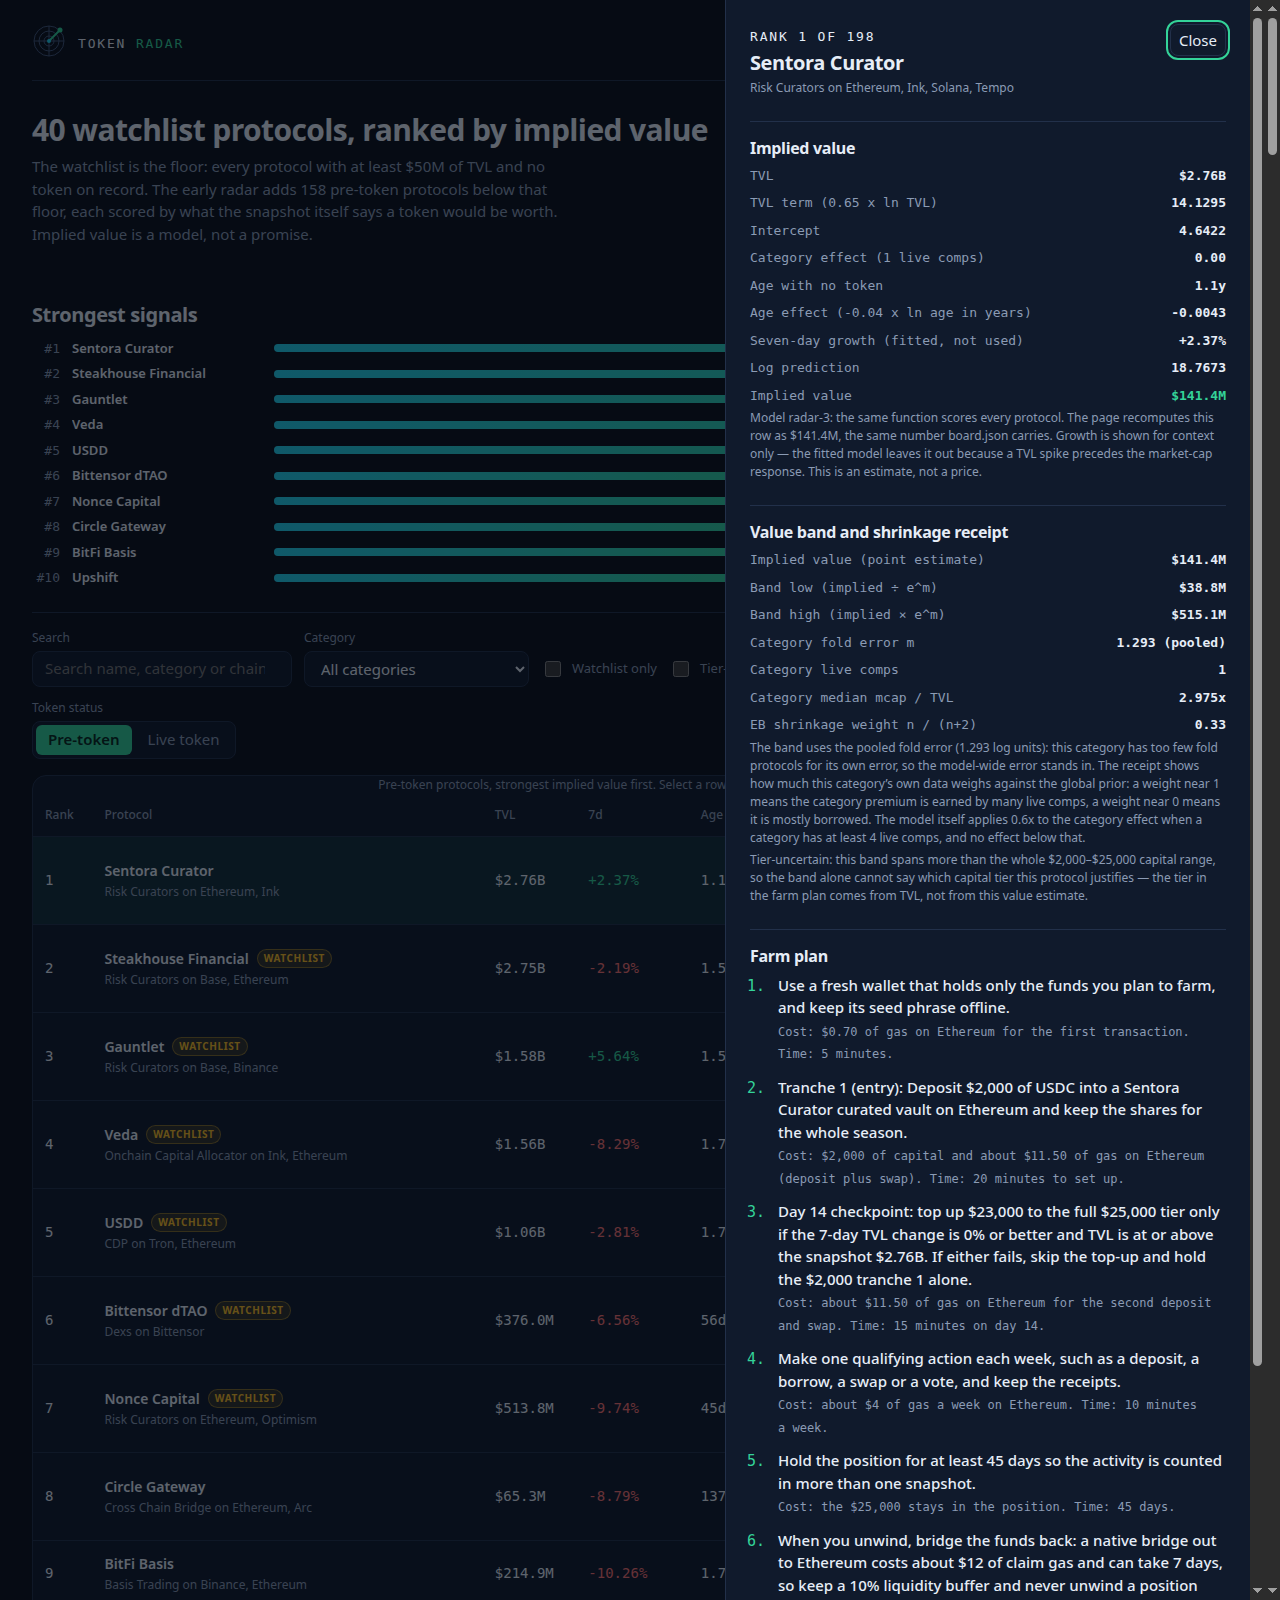 TOKEN RADAR
40 watchlist protocols, ranked by implied value
The watchlist is the floor: every protocol with at least $50M of TVL and no
token on record. The early radar adds 158 pre-token protocols below that
floor, each scored by what the snapshot itself says a token would be worth.
Implied value is a model, not a promise.
Strongest signals
#1 Sentora Curator
#2 Steakhouse Financial
#3 Gauntlet
#4 Veda
#5 USDD
#6 Bittensor dTAO
#7 Nonce Capital
#8 Circle Gateway
#9 BitFi Basis
#10 Upshift
Search
Category
Search name, category or chain
All categories
Watchlist only
Tier-
Token status
Pre-token
Live token
Pre-token protocols, strongest implied value first. Select a row
Rank Protocol TVL 7d Age
1 Sentora Curator $2.76B +2.37% 1.1
Risk Curators on Ethereum, Ink
2 Steakhouse Financial WATCHLIST $2.75B -2.19% 1.5
Risk Curators on Base, Ethereum
3 Gauntlet WATCHLIST $1.58B +5.64% 1.5
Risk Curators on Base, Binance
4 Veda WATCHLIST $1.56B -8.29% 1.7
Onchain Capital Allocator on Ink, Ethereum
5 USDD WATCHLIST $1.06B -2.81% 1.7
CDP on Tron, Ethereum
6 Bittensor dTAO WATCHLIST $376.0M -6.56% 56d
Dexs on Bittensor
7 Nonce Capital WATCHLIST $513.8M -9.74% 45d
Risk Curators on Ethereum, Optimism
8 Circle Gateway $65.3M -8.79% 137
Cross Chain Bridge on Ethereum, Arc
9 BitFi Basis $214.9M -10.26% 1.7
Basis Trading on Binance, Ethereum
RANK 1 OF 198
Close
Sentora Curator
Risk Curators on Ethereum, Ink, Solana, Tempo
Implied value
TVL $2.76B
TVL term (0.65 x ln TVL) 14.1295
Intercept 4.6422
Category effect (1 live comps) 0.00
Age with no token 1.1y
Age effect (-0.04 x ln age in years) -0.0043
Seven-day growth (fitted, not used) +2.37%
Log prediction 18.7673
Implied value $141.4M
Model radar-3: the same function scores every protocol. The page recomputes this
row as $141.4M, the same number board.json carries. Growth is shown for context
only — the fitted model leaves it out because a TVL spike precedes the market-cap
response. This is an estimate, not a price.
Value band and shrinkage receipt
Implied value (point estimate) $141.4M
Band low (implied ÷ e^m) $38.8M
Band high (implied × e^m) $515.1M
Category fold error m 1.293 (pooled)
Category live comps 1
Category median mcap / TVL 2.975x
EB shrinkage weight n / (n+2) 0.33
The band uses the pooled fold error (1.293 log units): this category has too few fold
protocols for its own error, so the model-wide error stands in. The receipt shows
how much this category's own data weighs against the global prior: a weight near 1
means the category premium is earned by many live comps, a weight near 0 means
it is mostly borrowed. The model itself applies 0.6x to the category effect when a
category has at least 4 live comps, and no effect below that.
Tier-uncertain: this band spans more than the whole $2,000–$25,000 capital range,
so the band alone cannot say which capital tier this protocol justifies — the tier in
the farm plan comes from TVL, not from this value estimate.
Farm plan
1. Use a fresh wallet that holds only the funds you plan to farm,
and keep its seed phrase offline.
Cost: $0.70 of gas on Ethereum for the first transaction.
Time: 5 minutes.
2. Tranche 1 (entry): Deposit $2,000 of USDC into a Sentora
Curator curated vault on Ethereum and keep the shares for
the whole season.
Cost: $2,000 of capital and about $11.50 of gas on Ethereum
(deposit plus swap). Time: 20 minutes to set up.
3. Day 14 checkpoint: top up $23,000 to the full $25,000 tier only
if the 7-day TVL change is 0% or better and TVL is at or above
the snapshot $2.76B. If either fails, skip the top-up and hold
the $2,000 tranche 1 alone.
Cost: about $11.50 of gas on Ethereum for the second deposit
and swap. Time: 15 minutes on day 14.
4. Make one qualifying action each week, such as a deposit, a
borrow, a swap or a vote, and keep the receipts.
Cost: about $4 of gas a week on Ethereum. Time: 10 minutes
a week.
5. Hold the position for at least 45 days so the activity is counted
in more than one snapshot.
Cost: the $25,000 stays in the position. Time: 45 days.
6. When you unwind, bridge the funds back: a native bridge out
to Ethereum costs about $12 of claim gas and can take 7 days,
so keep a 10% liquidity buffer and never unwind a position